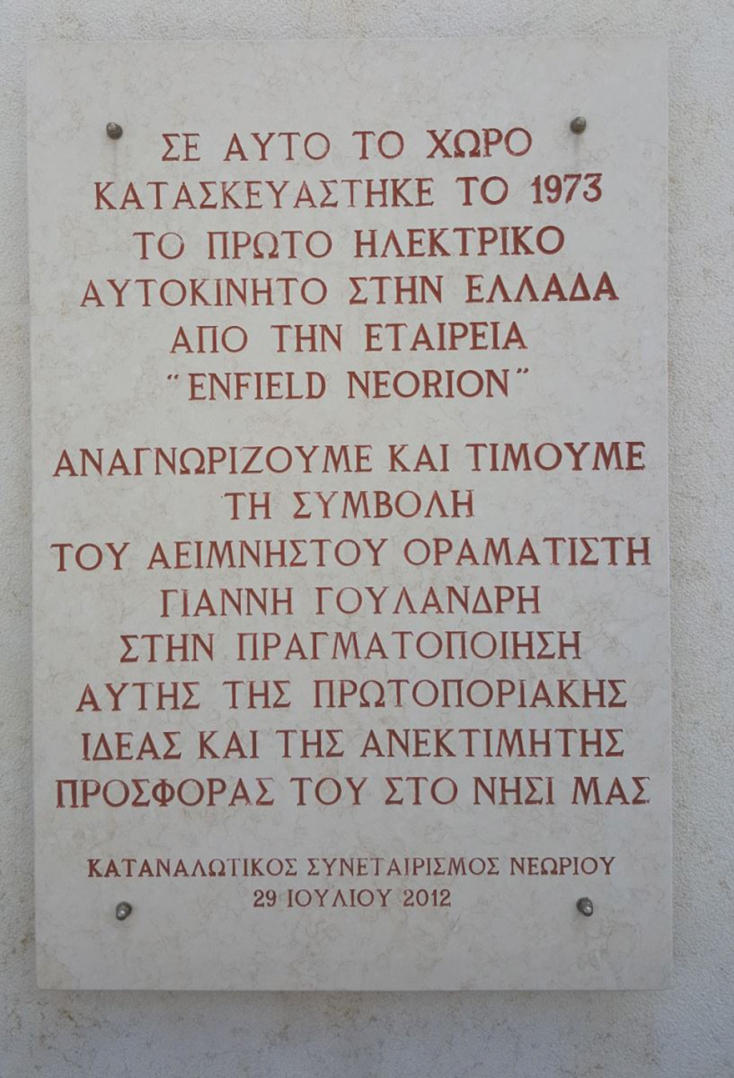 ΣΕ ΑΥΤΟ ΤΟ ΧΩΡΟ
ΚΑΤΑΣΚΕΥΑΣΤΗΚΕ ΤΟ 1973
ΤΟ ΠΡΩΤΟ ΗΛΕΚΤΡΙΚΟ
ΑΥΤΟΚΙΝΗΤΟ ΣΤΗΝ ΕΛΛΑΔΑ
ΑΠΟ ΤΗΝ ΕΤΑΙΡΕΙΑ
“ENFIELD NEORION”
ΑΝΑΓΝΩΡΙΖΟΥΜΕ ΚΑΙ ΤΙΜΟΥΜΕ
ΤΗ ΣΥΜΒΟΛΗ
ΤΟΥ ΑΕΙΜΝΗΣΤΟΥ ΟΡΑΜΑΤΙΣΤΗ
ΓΙΑΝΝΗ ΓΟΥΛΑΝΔΡΗ
ΣΤΗΝ ΠΡΑΓΜΑΤΟΠΟΙΗΣΗ
ΑΥΤΗΣ ΤΗΣ ΠΡΩΤΟΠΟΡΙΑΚΗΣ
ΙΔΕΑΣ ΚΑΙ ΤΗΣ ΑΝΕΚΤΙΜΗΤΗΣ
ΠΡΟΣΦΟΡΑΣ ΤΟΥ ΣΤΟ ΝΗΣΙ ΜΑΣ
ΚΑΤΑΝΑΛΩΤΙΚΟΣ ΣΥΝΕΤΑΙΡΙΣΜΟΣ ΝΕΩΡΙΟΥ
29 ΙΟΥΛΙΟΥ 2012